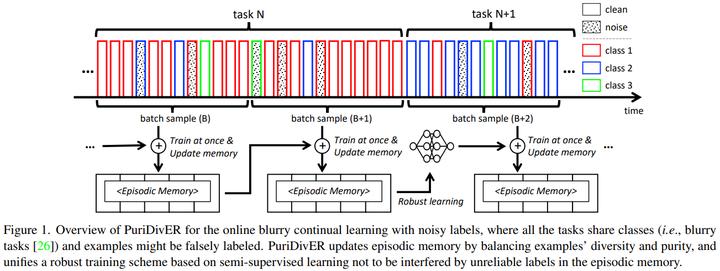 task N
task N+1
clean
noise
class 1
class 2
class 3
...
...
time
batch sample (B)
batch sample (B+1)
batch sample (B+2)
...
Train at once &
Update memory
Train at once &
Update memory
Train at once &
Update memory
...
<Episodic Memory>
<Episodic Memory>
Robust learning
<Episodic Memory>
Figure 1. Overview of PuriDivER for the online blurry continual learning with noisy labels, where all the tasks share classes (i.e., blurry
tasks [26]) and examples might be falsely labeled. PuriDivER updates episodic memory by balancing examples' diversity and purity, and
unifies a robust training scheme based on semi-supervised learning not to be interfered by unreliable labels in the episodic memory.